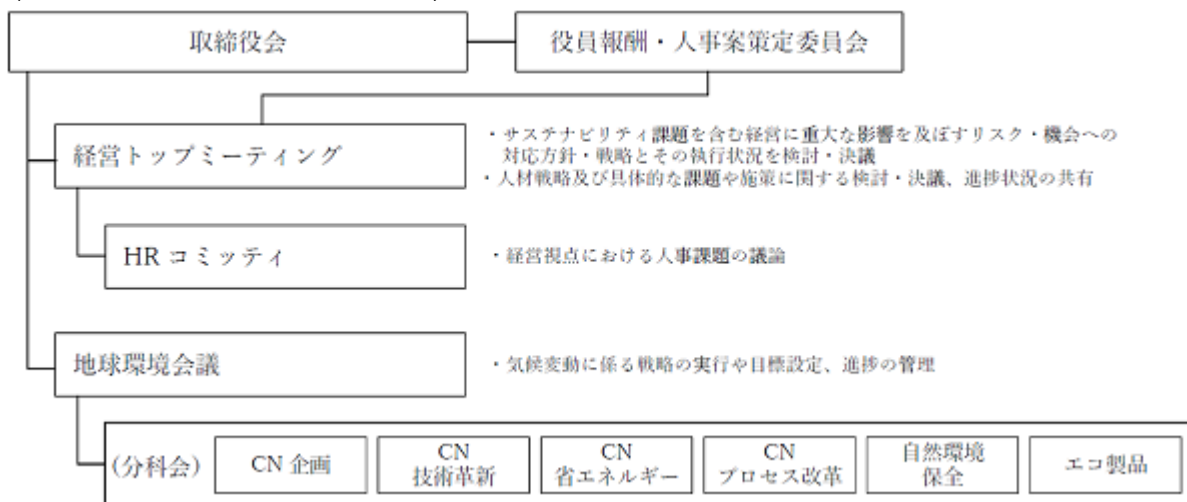 取締役会
役員報酬・人事案策定委員会
経営トップミーティング
・サステナビリティ課題を含む経営に重大な影響を及ぼすリスク・機会への
対応方針・戦略とその執行状況を検討・決議
・人材戦略及び具体的な課題や施策に関する検討・決議、進捗状況の共有
HR コミッティ
・経営視点における人事課題の議論
地球環境会議
・気候変動に係る戦略の実行や目標設定、進捗の管理
(分科会)
CN 企画
CN
技術革新
CN
省エネルギー
CN
プロセス改革
自然環境
保全
エコ製品